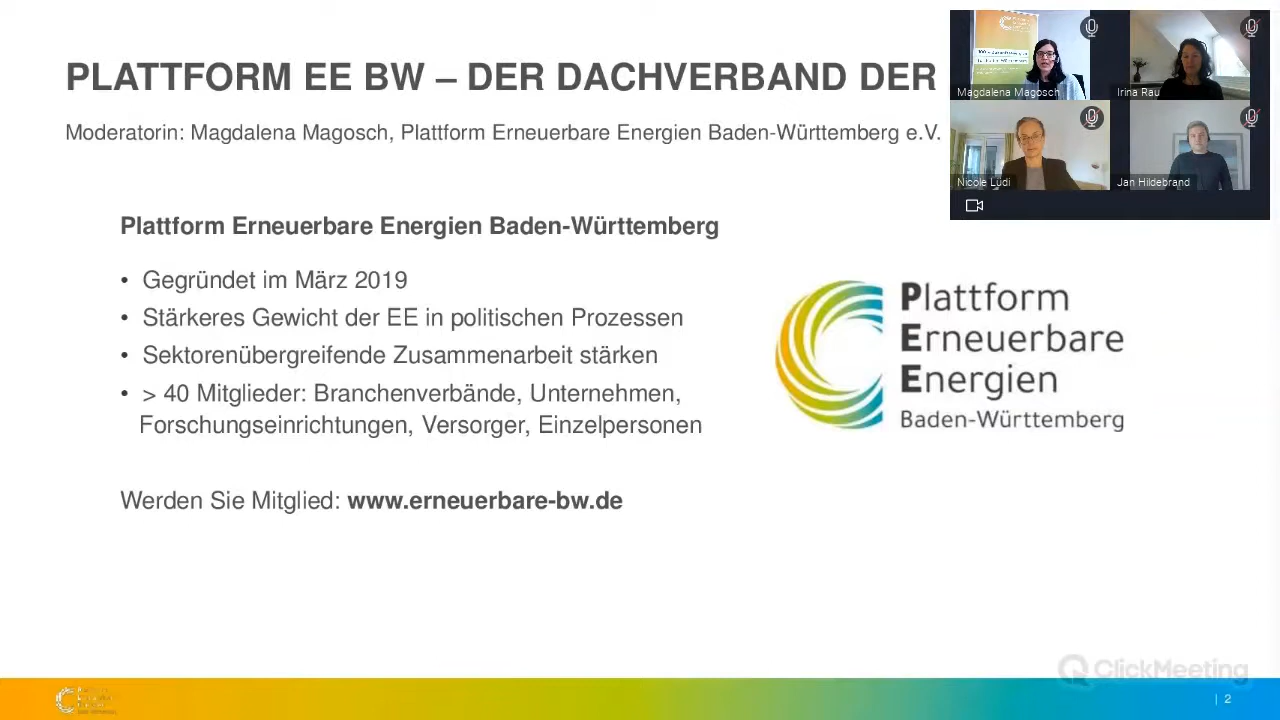 PLATTFORM EE BW – DER DACHVERBAND DER
Moderatorin: Magdalena Magosch, Plattform Erneuerbare Energien Baden-Württemberg e.V.
Magdalena Magosch
Irina Rau
Nicole Lüdi
Jan Hildebrand
Plattform Erneuerbare Energien Baden-Württemberg
• Gegründet im März 2019
• Stärkeres Gewicht der EE in politischen Prozessen
• Sektorenübergreifende Zusammenarbeit stärken
• > 40 Mitglieder: Branchenverbände, Unternehmen,
Forschungseinrichtungen, Versorger, Einzelpersonen
Werden Sie Mitglied: www.erneuerbare-bw.de
Plattform
Erneuerbare
Energien
Baden-Württemberg
ClickMeeting
| 2